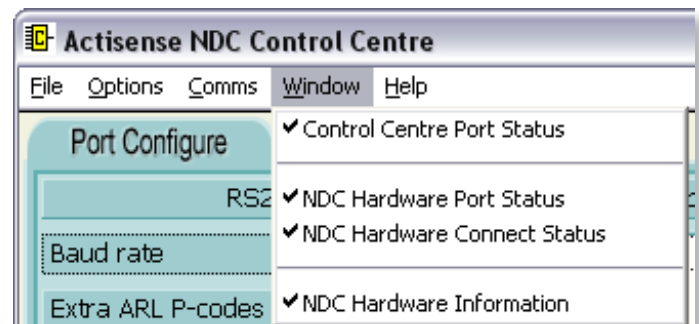 Actisense NDC Control Centre
File Options Comms Window Help
Port Configure
✔Control Centre Port Status
RS2
✔NDC Hardware Port Status
✔NDC Hardware Connect Status
Baud rate
Extra ARL P-codes
✔NDC Hardware Information